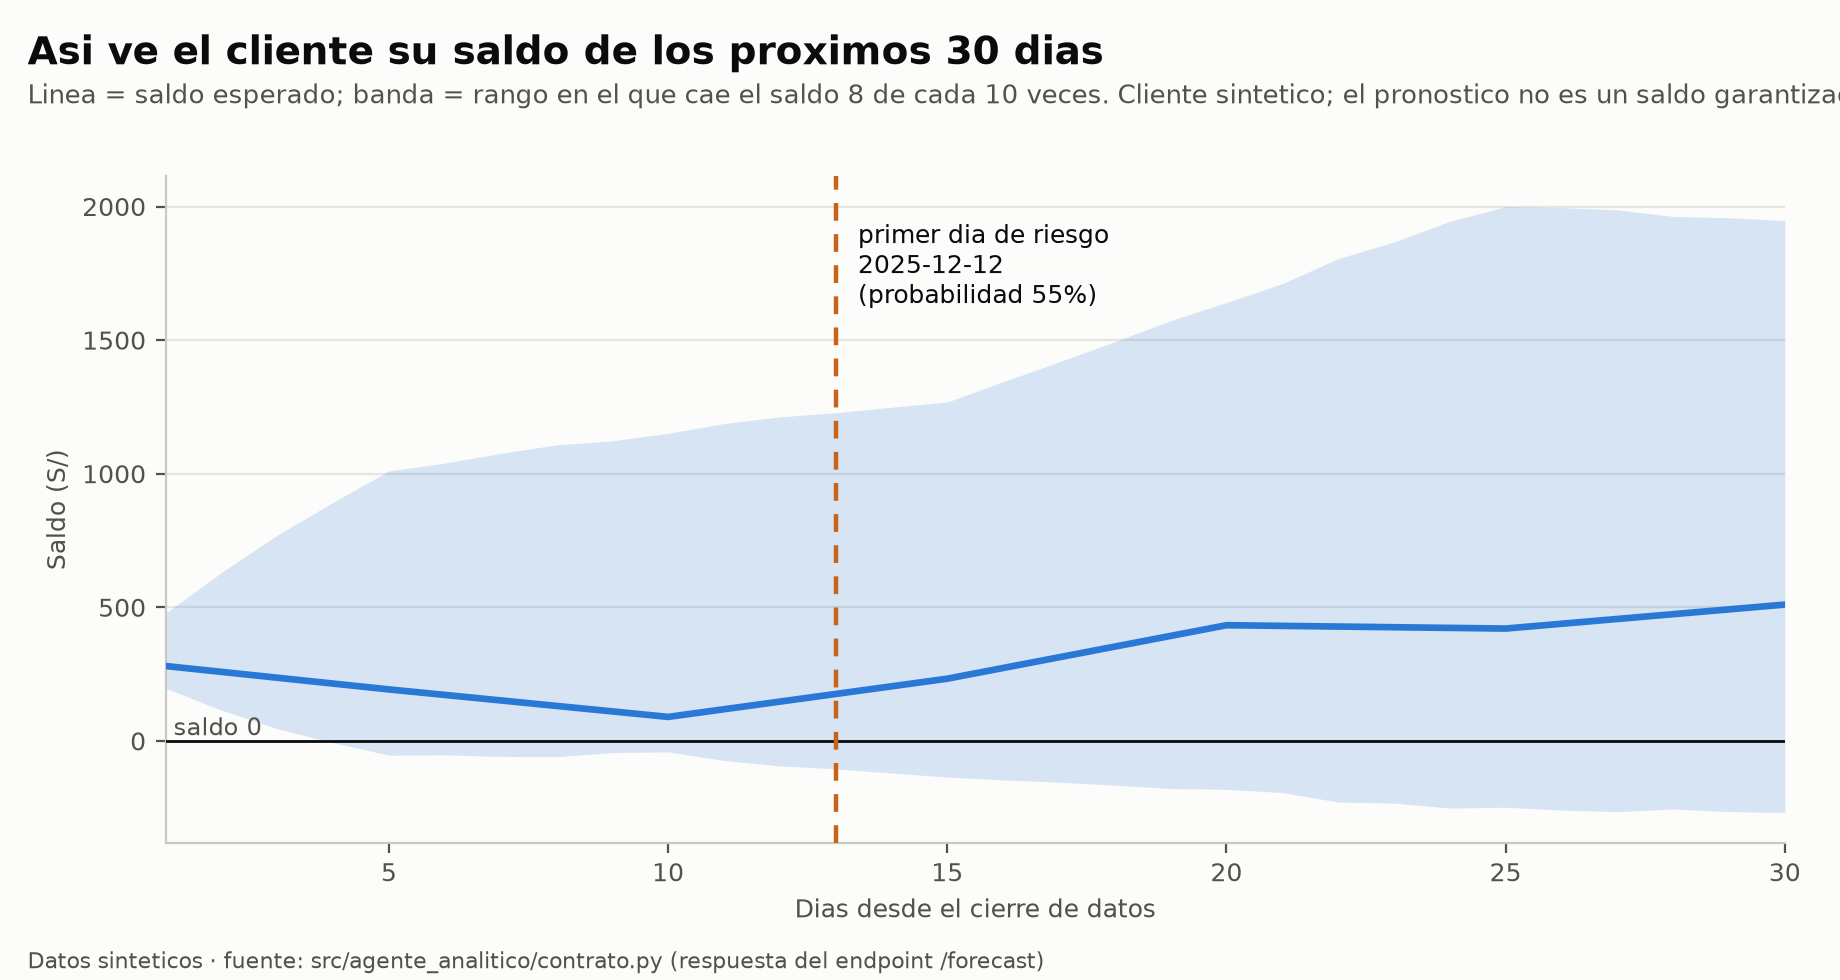 Asi ve el cliente su saldo de los proximos 30 dias
Linea = saldo esperado; banda = rango en el que cae el saldo 8 de cada 10 veces. Cliente sintetico; el pronostico no es un saldo
2000
1500
1000
500
0
Saldo (S/)
primer dia de riesgo
2025-12-12
(probabilidad 55%)
saldo 0
5 10 15 20 25 30
Dias desde el cierre de datos
Datos sinteticos · fuente: src/agente_analitico/contrato.py (respuesta del endpoint /forecast)